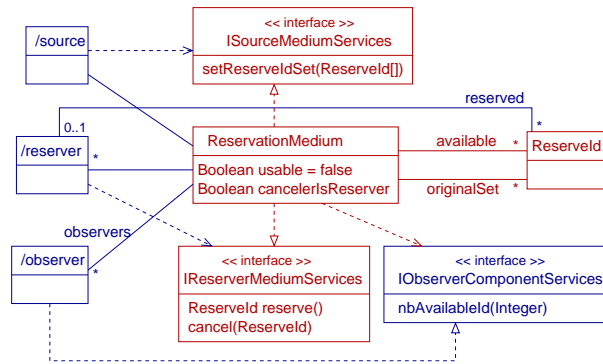 << interface >>
ISourceMediumServices
setReserveIdSet(ReserveId[])
/source
reserved
0..1
*
/reserver
*
ReservationMedium
Boolean usable = false
Boolean cancelerIsReserver
available
*
originalSet
*
ReserveId
observers
*
/observer
<< interface >>
IReserverMediumServices
ReserveId reserve()
cancel(ReserveId)
<< interface >>
IObserverComponentServices
nbAvailableId(Integer)